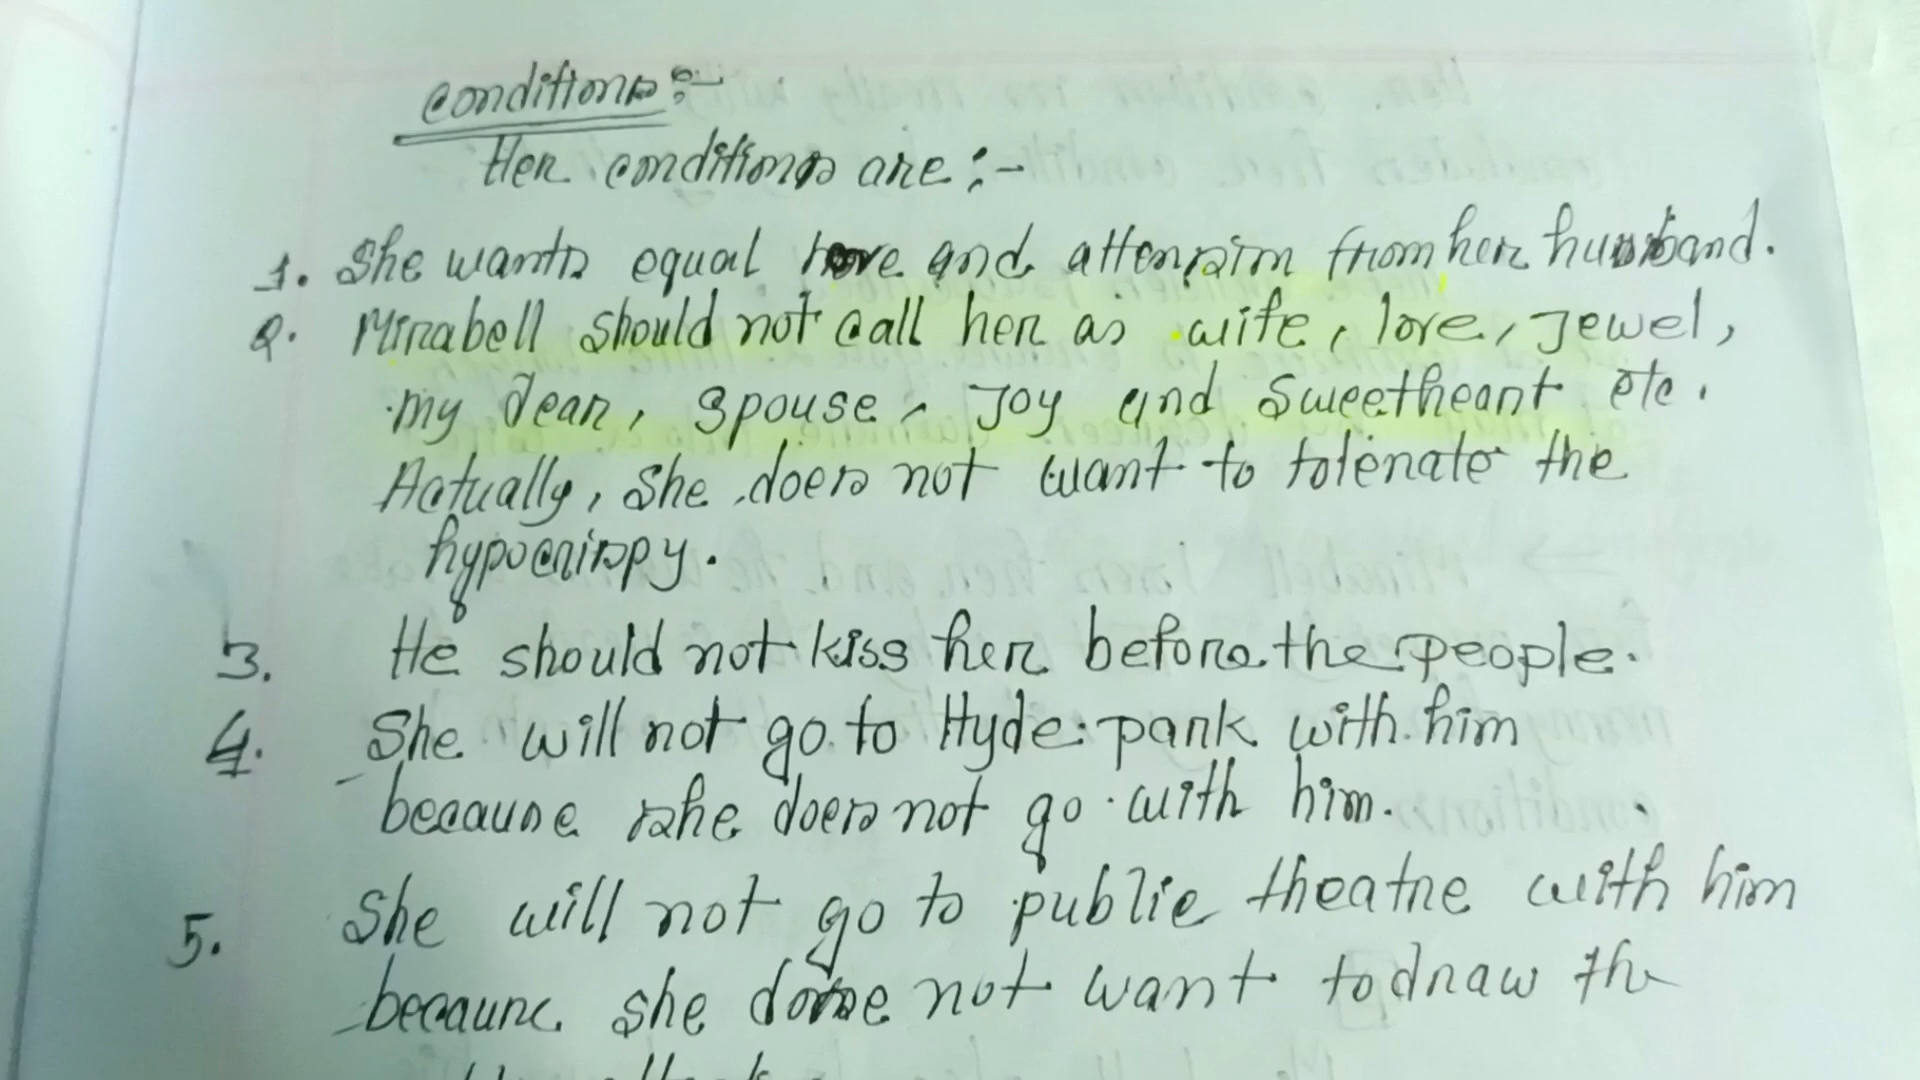 Conditions:-
Her conditions are :-
1. She wants equal love and attension from her husband.
2. Mirabell should not call her as wife, love, Jewel,
my dear, spouse, Joy and Sweetheart etc.
Actually, she does not want to tolerate the
hypocrispy.
3. He should not kiss her before the people.
4. She will not go to Hyde park with him
because she does not go with him.
5. She will not go to public theatre with him
because she done not want to draw the